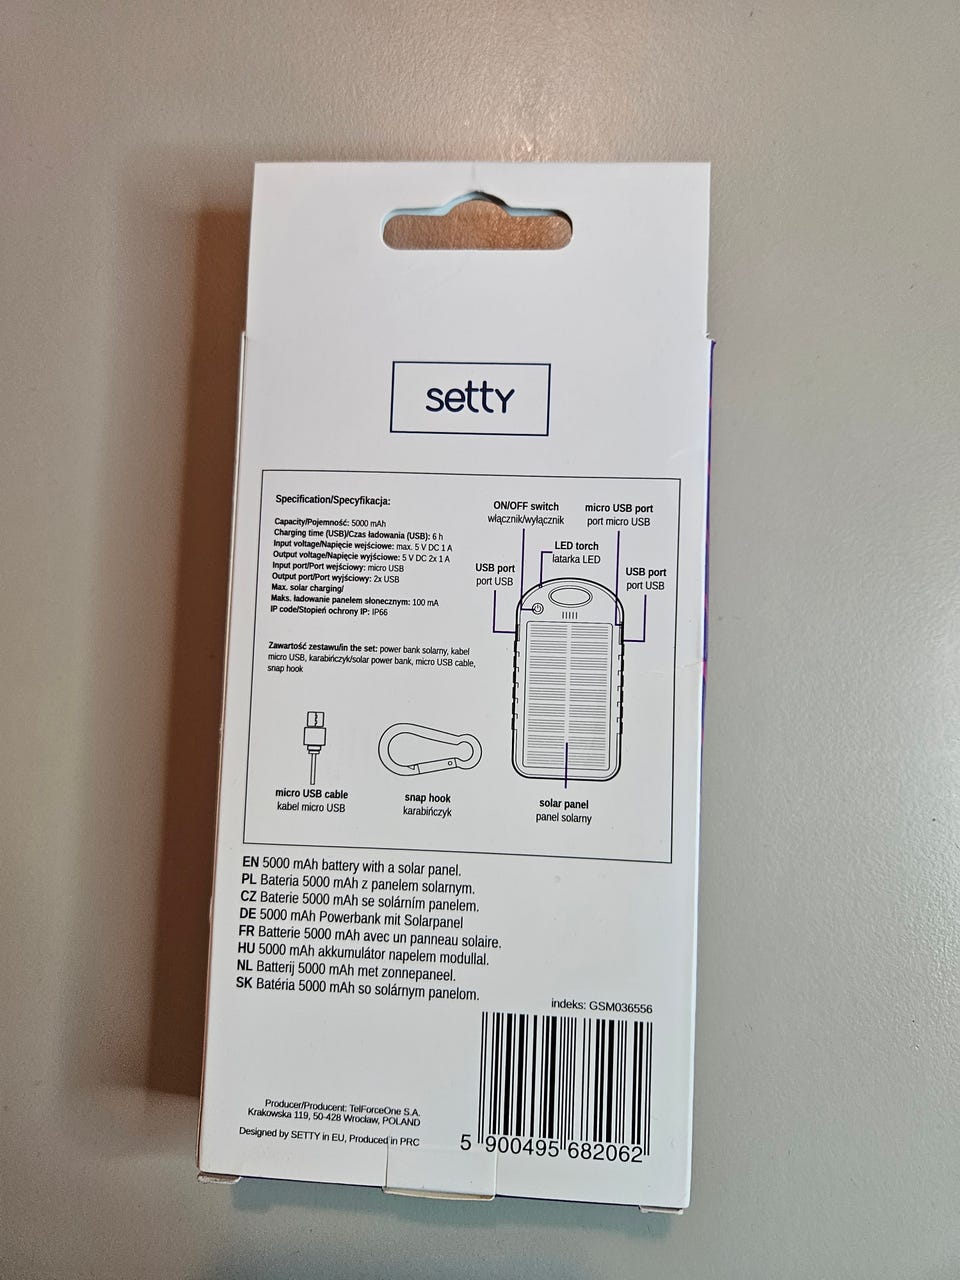 setty
Specification/Specyfikacja:
Capacity/Pojemność: 5000 mAh
Charging time (USB)/Czas ładowania (USB): 6 h
Input voltage/Napięcie wejściowe: max. 5 V DC 1 A
Output voltage/Napięcie wyjściowe: 5 V DC 2x 1 A
Input port/Port wejściowy: micro USB
Output port/Port wyjściowy: 2x USB
Max. solar charging/
Maks. ładowanie panelem słonecznym: 100 mA
IP code/Stopień ochrony IP: IP66
Zawartość zestawu/in the set: power bank solarny, kabel
micro USB, karabińczyk/solar power bank, micro USB cable,
snap hook
ON/OFF switch
włącznik/wyłącznik
micro USB port
port micro USB
LED torch
latarka LED
USB port
port USB
USB port
port USB
micro USB cable
kabel micro USB
snap hook
karabińczyk
solar panel
panel solarny
EN 5000 mAh battery with a solar panel.
PL Bateria 5000 mAh z panelem solarnym.
CZ Baterie 5000 mAh se solárním panelem.
DE 5000 mAh Powerbank mit Solarpanel
FR Batterie 5000 mAh avec un panneau solaire.
HU 5000 mAh akkumulátor napelem modullal.
NL Batterij 5000 mAh met zonnepaneel.
SK Batéria 5000 mAh so solárnym panelom.
indeks: GSM036556
Producer/Producent: TelForceOne S.A.
Krakowska 119, 50-428 Wrocław, POLAND
Designed by SETTY in EU, Produced in PRC
5 900495 682062